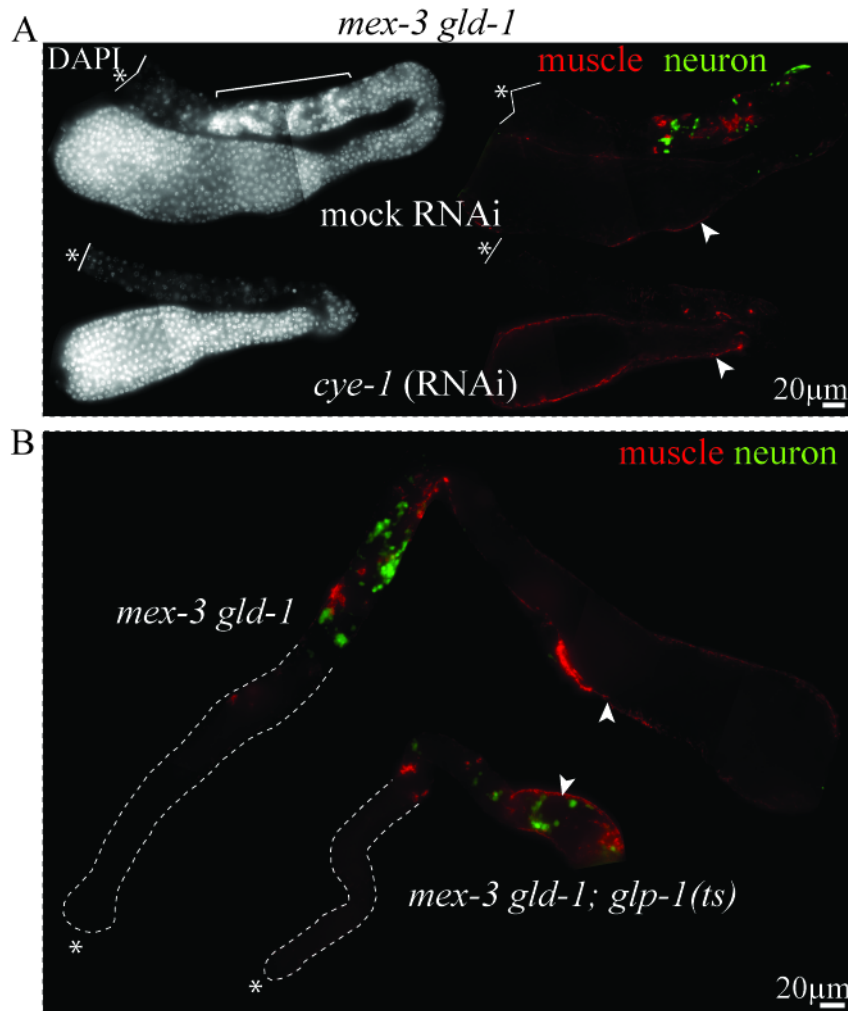 A
mex-3 gld-1
DAPI
*
*
muscle neuron
mock RNAi
*
*
cye-1 (RNAi)
20µm
B
muscle neuron
mex-3 gld-1
mex-3 gld-1; glp-1(ts)
*
*
20µm